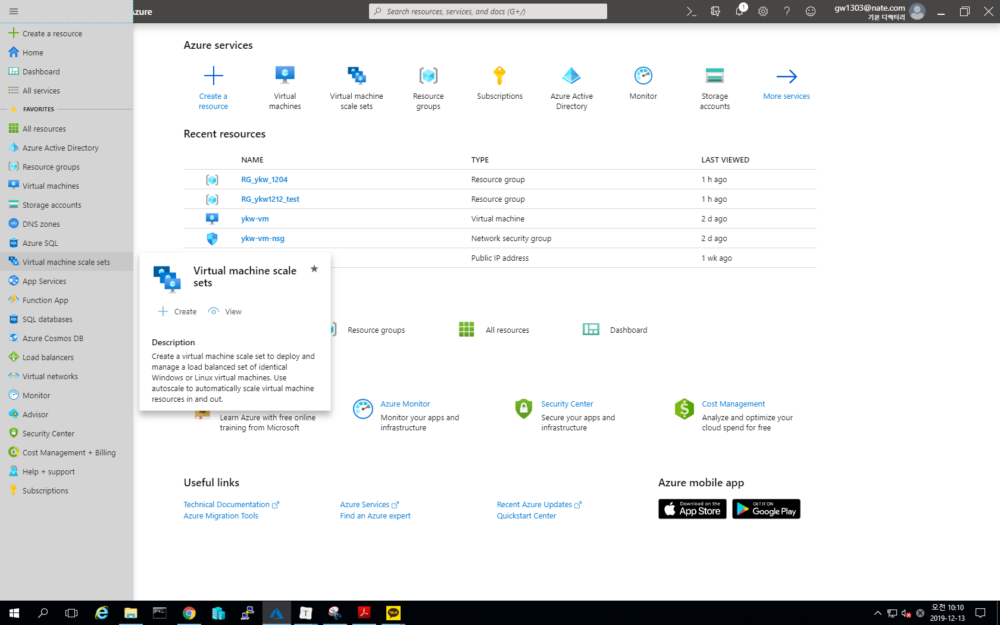 Azure
Search resources, services, and docs (G+/)
1
gw1303@nate.com
기본 디렉터리
Create a resource
Home
Dashboard
All services
FAVORITES
All resources
Azure Active Directory
Resource groups
Virtual machines
Storage accounts
DNS zones
Azure SQL
Virtual machine scale sets
App Services
Function App
SQL databases
Azure Cosmos DB
Load balancers
Virtual networks
Monitor
Advisor
Security Center
Cost Management + Billing
Help + support
Subscriptions
Azure services
Create a
resource
Virtual
machines
Virtual machine
scale sets
Resource
groups
Subscriptions
Azure Active
Directory
Monitor
Storage
accounts
More services
Recent resources
NAME TYPE LAST VIEWED
RG_ykw_1204 Resource group 1 h ago
RG_ykw1212_test Resource group 1 h ago
ykw-vm Virtual machine 2 d ago
ykw-vm-nsg Network security group 2 d ago
Public IP address 1 wk ago
Virtual machine scale
sets
Create View
Description
Create a virtual machine scale set to deploy and
manage a load balanced set of identical
Windows or Linux virtual machines. Use
autoscale to automatically scale virtual machine
resources in and out.
Resource groups All resources Dashboard
Learn Azure with free online
training from Microsoft
Azure Monitor
Monitor your apps and
infrastructure
Security Center
Secure your apps and
infrastructure
Cost Management
Analyze and optimize your
cloud spend for free
Useful links
Technical Documentation
Azure Migration Tools
Azure Services
Find an Azure expert
Recent Azure Updates
Quickstart Center
Azure mobile app
Download on the
App Store
GET IT ON
Google Play
T
TALK
오전 10:10
2019-12-13